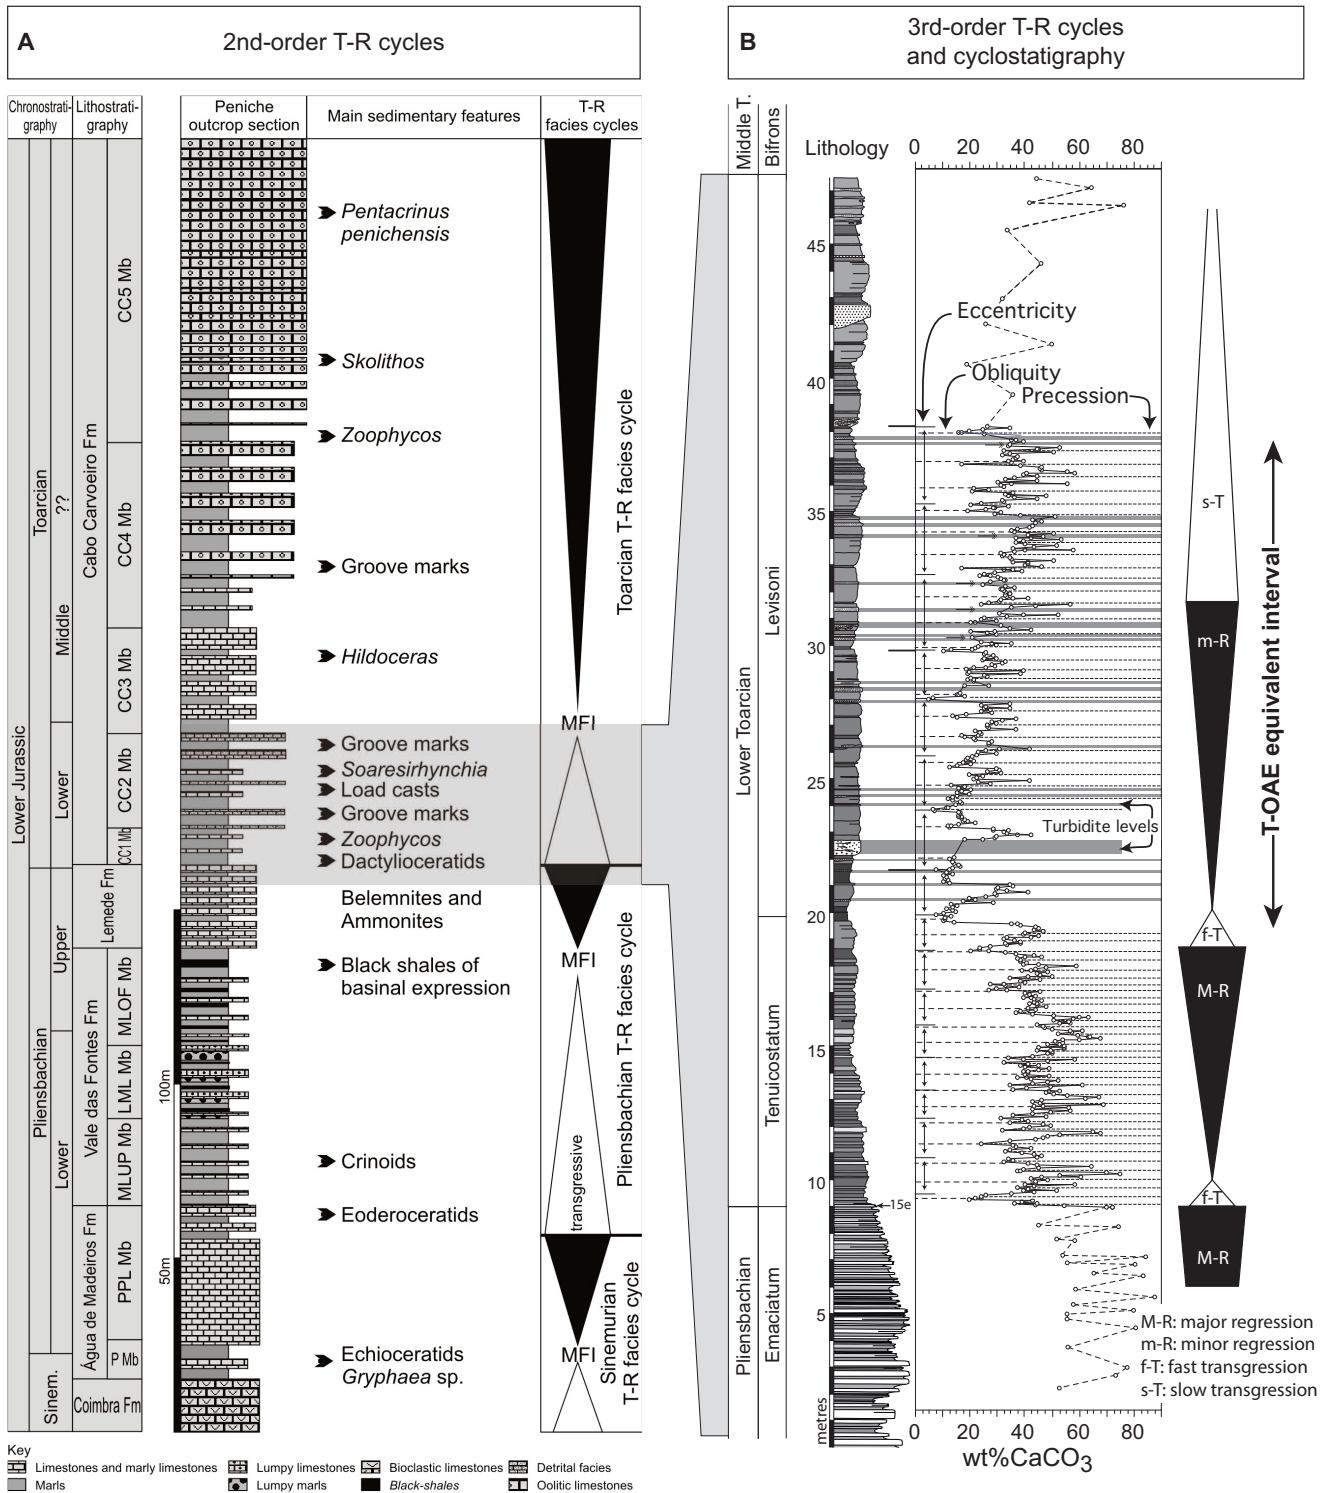 A
2nd-order T-R cycles
Chronostrati-
graphy
Lithostrati-
graphy
Peniche
outcrop section
Main sedimentary features
T-R
facies cycles
Lower Jurassic
Toarcian
??
Middle
Lower
Pliensbachian
Upper
Lower
Sinem.
Cabo Carvoeiro Fm
CC5 Mb
CC4 Mb
CC3 Mb
CC2 Mb
CC1 Mb
Lemede Fm
Vale das Fontes Fm
MLOF Mb
LML Mb
MLUP Mb
Água de Madeiros Fm
PPL Mb
P Mb
Coimbra Fm
100m
50m
Pentacrinus
penichensis
Skolithos
Zoophycos
Groove marks
Hildoceras
Groove marks
Soaresirhynchia
Load casts
Groove marks
Zoophycos
Dactylioceratids
Belemnites and
Ammonites
Black shales of
basinal expression
Crinoids
Eoderoceratids
Echioceratids
Gryphaea sp.
Toarcian T-R facies cycle
MFI
MFI
Pliensbachian T-R facies cycle
transgressive
MFI
Sinemurian
T-R facies cycle
Key
Limestones and marly limestones
Lumpy limestones
Bioclastic limestones
Detrital facies
Marls
Lumpy marls
Black-shales
Oolitic limestones
B
3rd-order T-R cycles
and cyclostatigraphy
Middle T.
Bifrons
Lower Toarcian
Levisoni
Tenuicostatum
Pliensbachian
Emaciatum
Lithology
0 20 40 60 80
45
40
35
30
25
20
15
10
5
metres
Eccentricity
Obliquity
Precession
Turbidite levels
15e
s-T
m-R
f-T
M-R
f-T
M-R
T-OAE equivalent interval
M-R: major regression
m-R: minor regression
f-T: fast transgression
s-T: slow transgression
0 20 40 60 80
wt%CaCO3